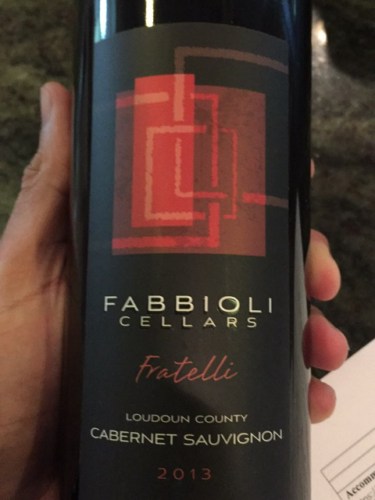 FABBIOLI
CELLARS
Fratelli
LOUDOUN COUNTY
CABERNET SAUVIGNON
2013